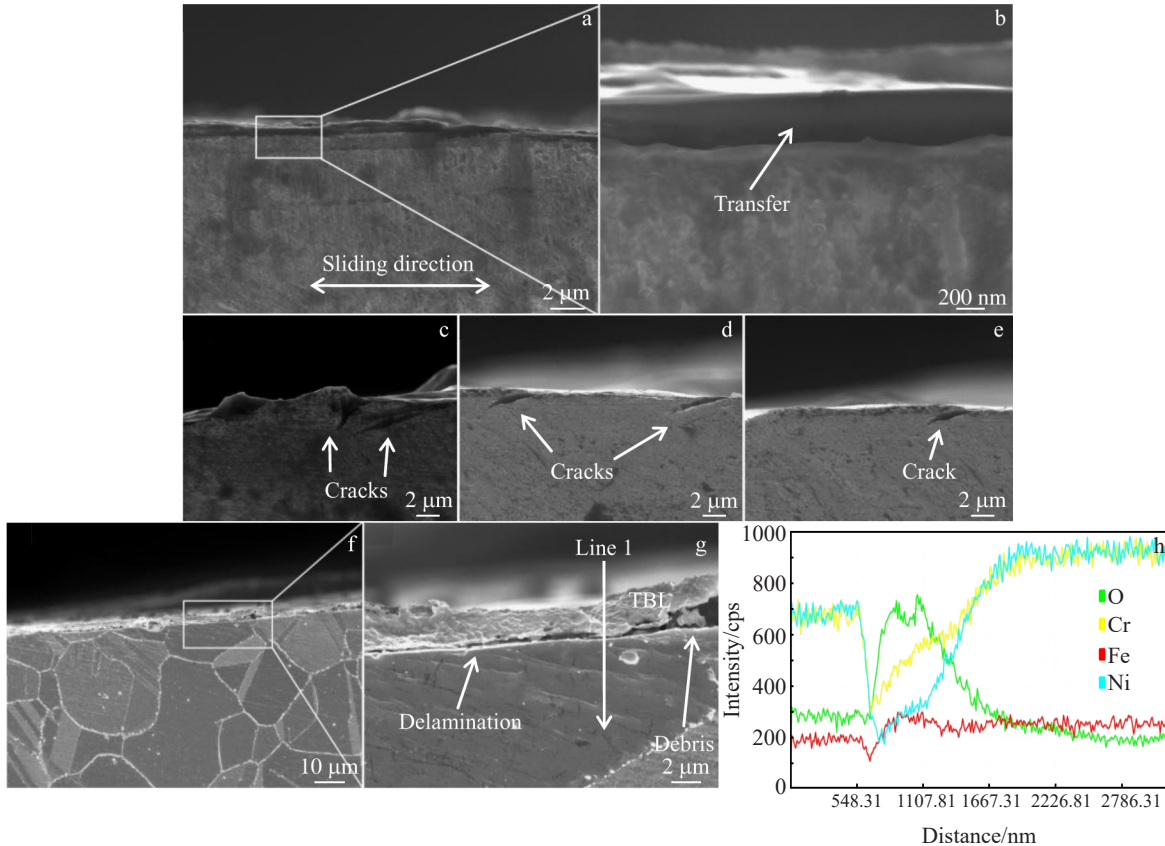 a
Sliding direction
2 μm
b
Transfer
200 nm
c
Cracks
2 μm
d
Cracks
2 μm
e
Crack
2 μm
f
10 μm
Line 1
g
TBL
Delamination
Debris
2 μm
h
1000
800
600
400
200
0
Intensity/cps
O
Cr
Fe
Ni
548.31 1107.81 1667.31 2226.81 2786.31
Distance/nm